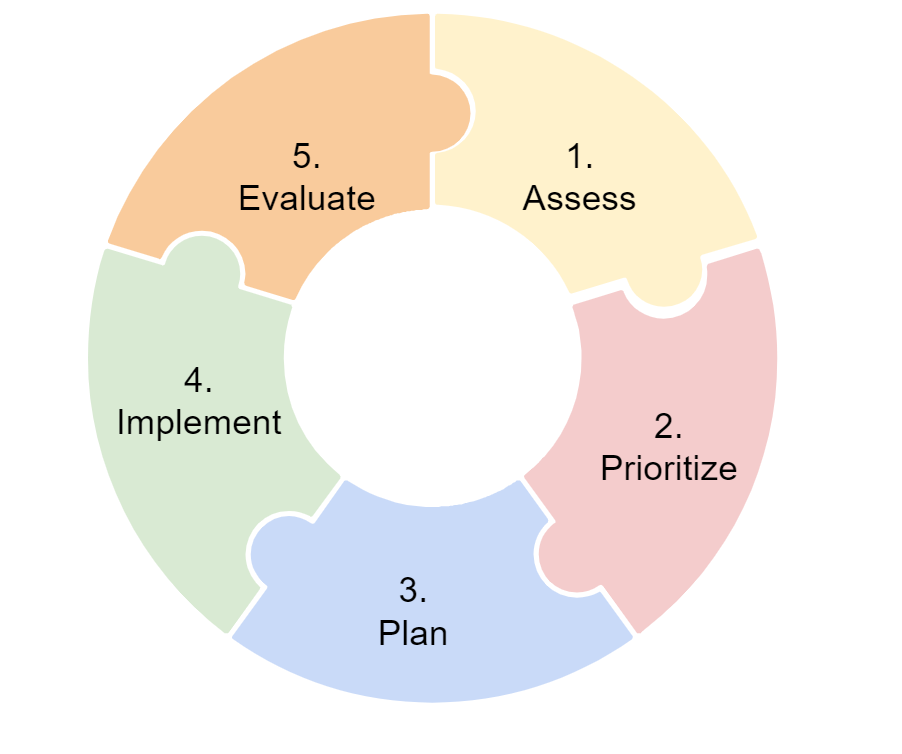 1.
Assess
2.
Prioritize
3.
Plan
4.
Implement
5.
Evaluate